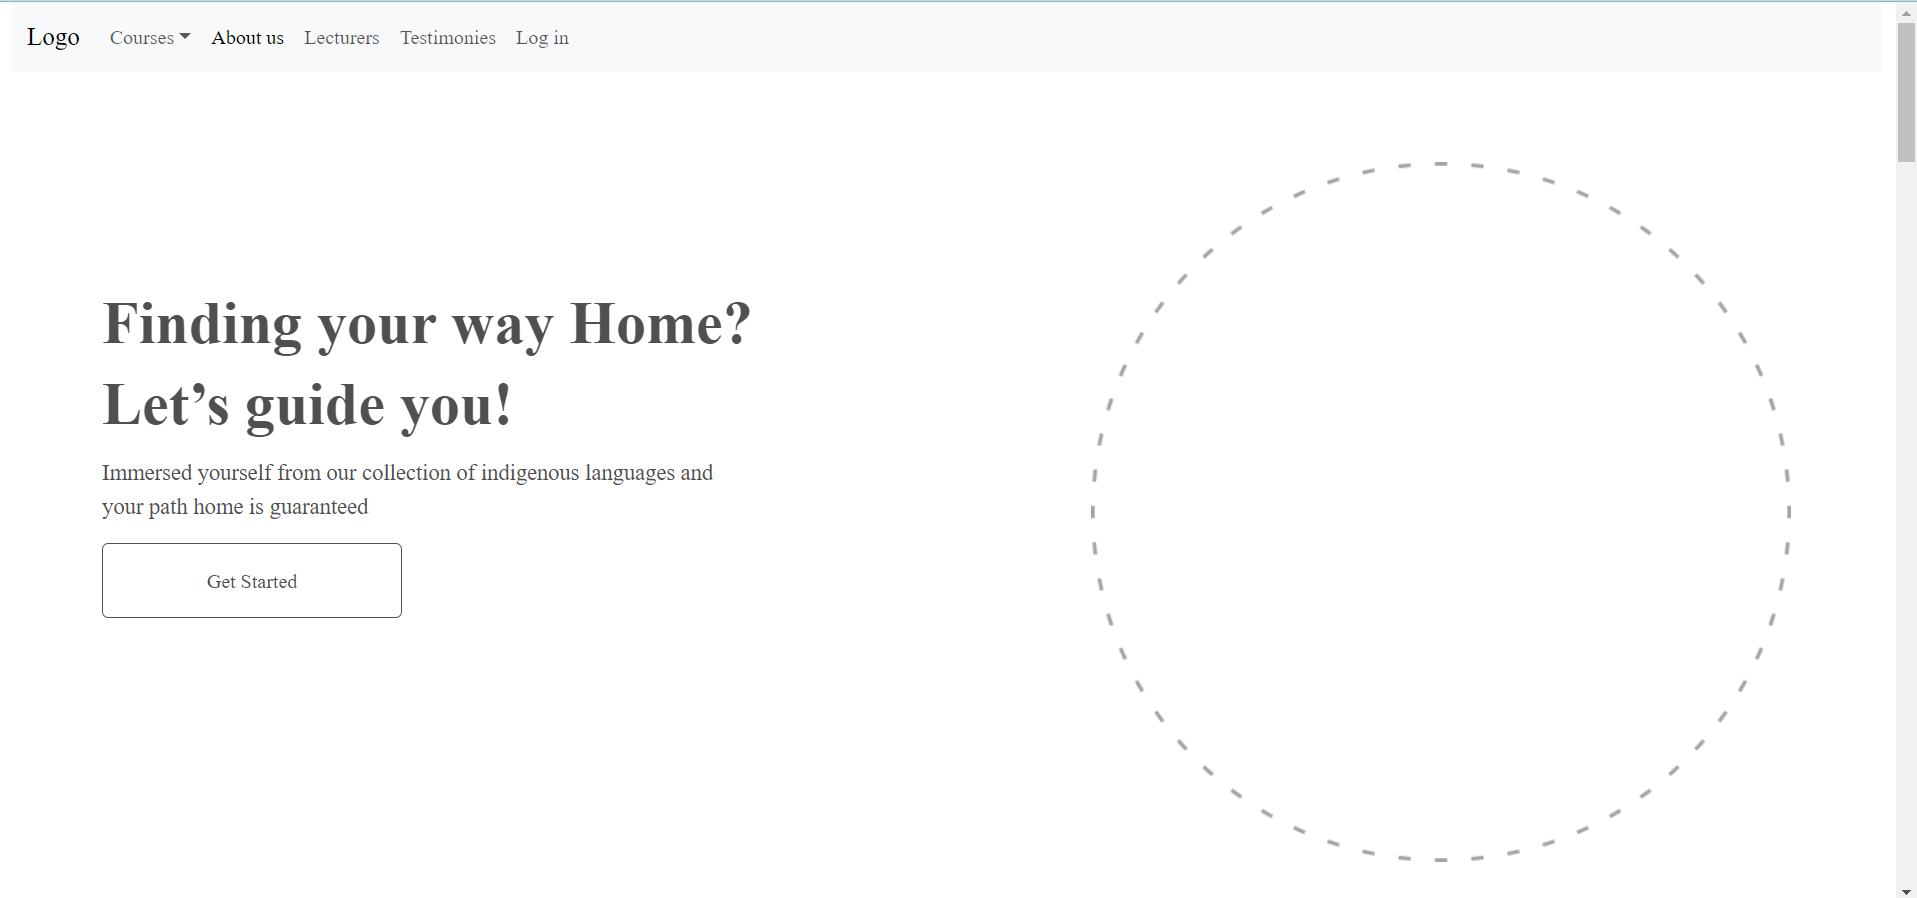 Logo Courses About us Lecturers Testimonies Log in
Finding your way Home?
Let’s guide you!
Immersed yourself from our collection of indigenous languages and
your path home is guaranteed
Get Started